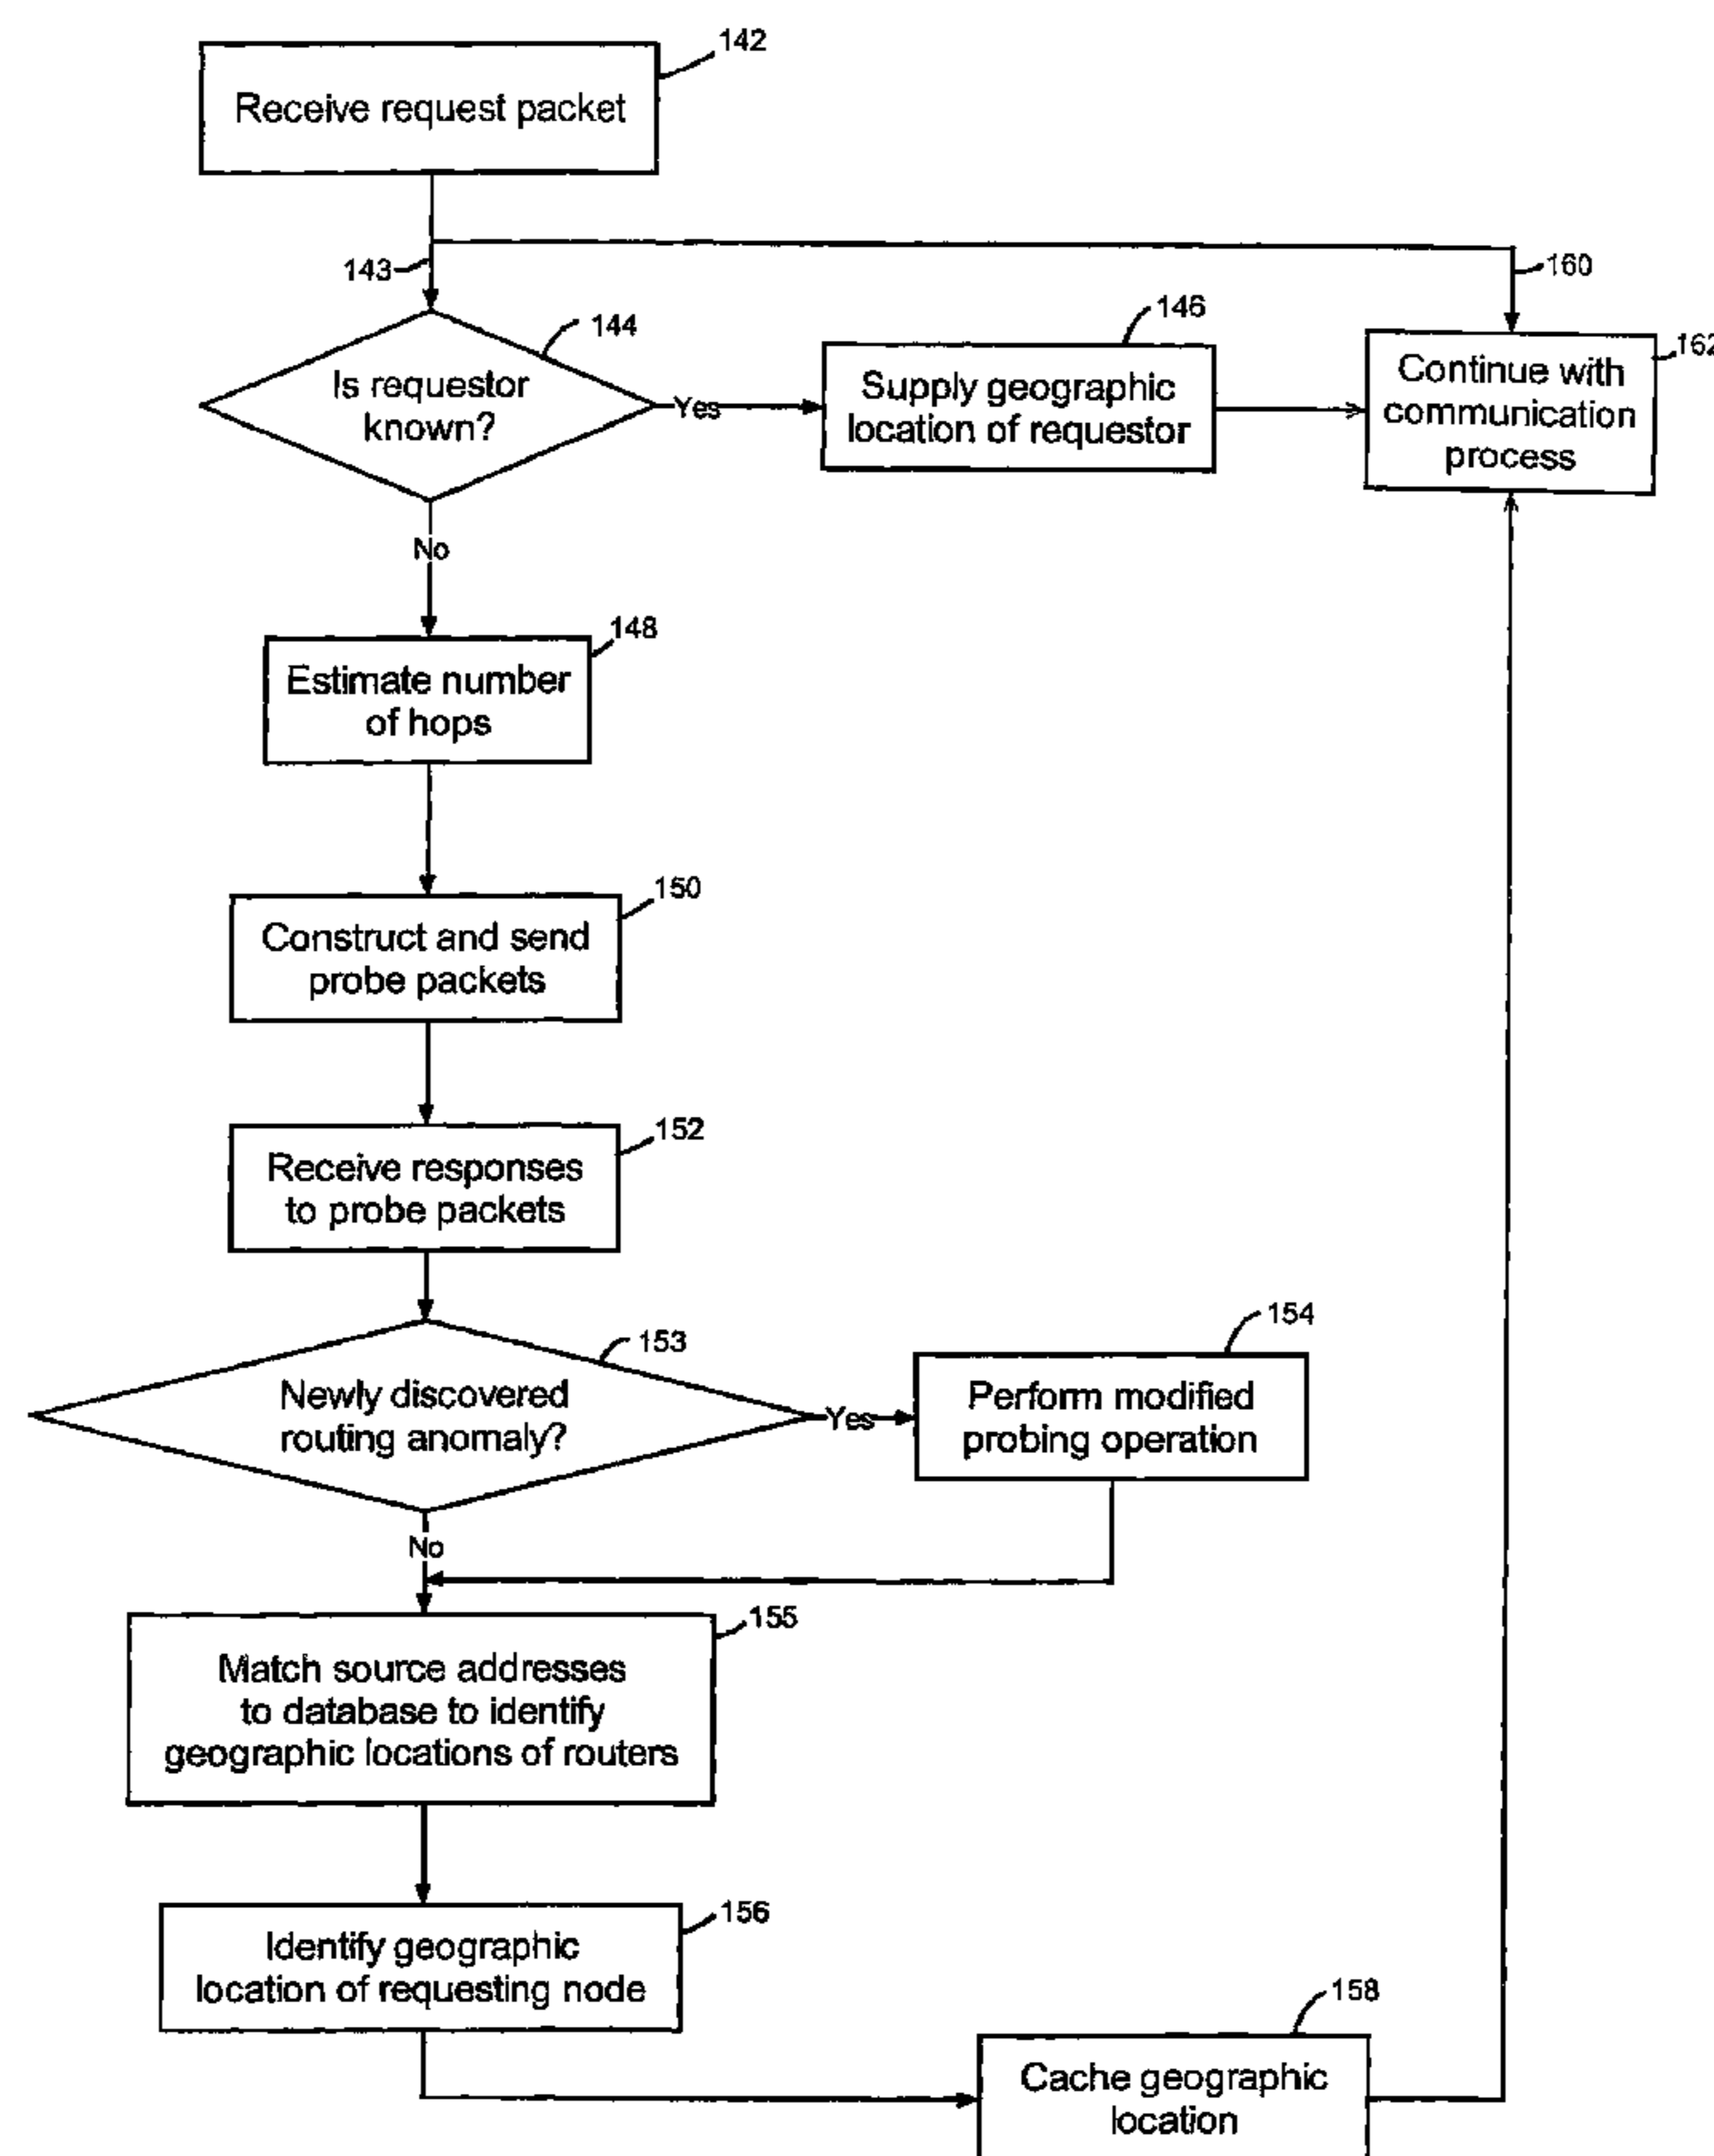 142
Receive request packet
143
160
144
Is requestor
known?
Yes
146
Supply geographic
location of requestor
162
Continue with
communication
process
No
148
Estimate number
of hops
150
Construct and send
probe packets
152
Receive responses
to probe packets
153
Newly discovered
routing anomaly?
Yes
154
Perform modified
probing operation
No
155
Match source addresses
to database to identify
geographic locations of routers
156
Identify geographic
location of requesting node
158
Cache geographic
location